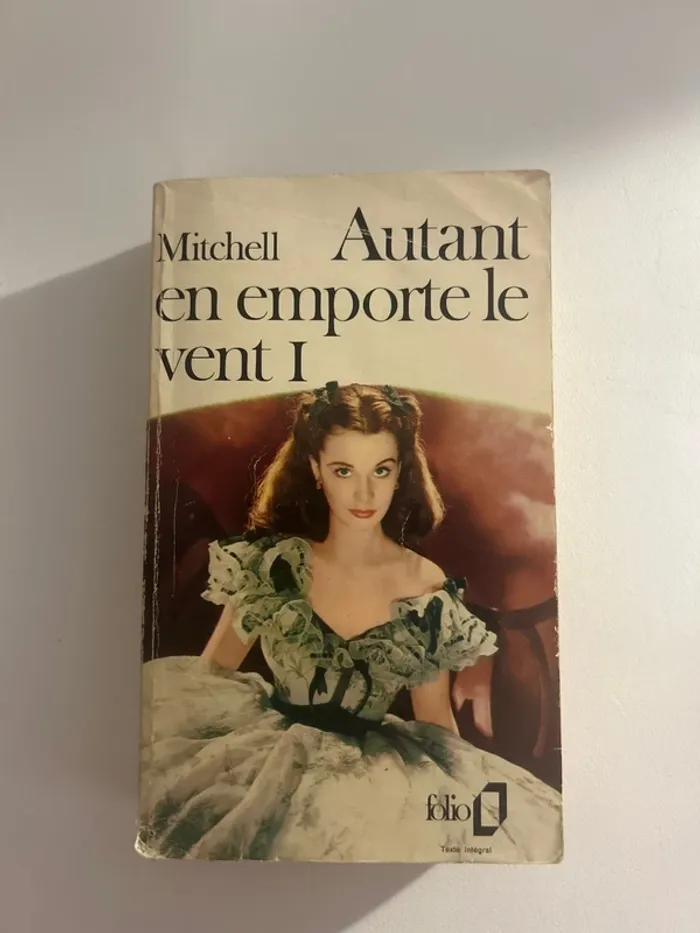 Mitchell Autant
en emporte le
vent I
folio
Texte intégral